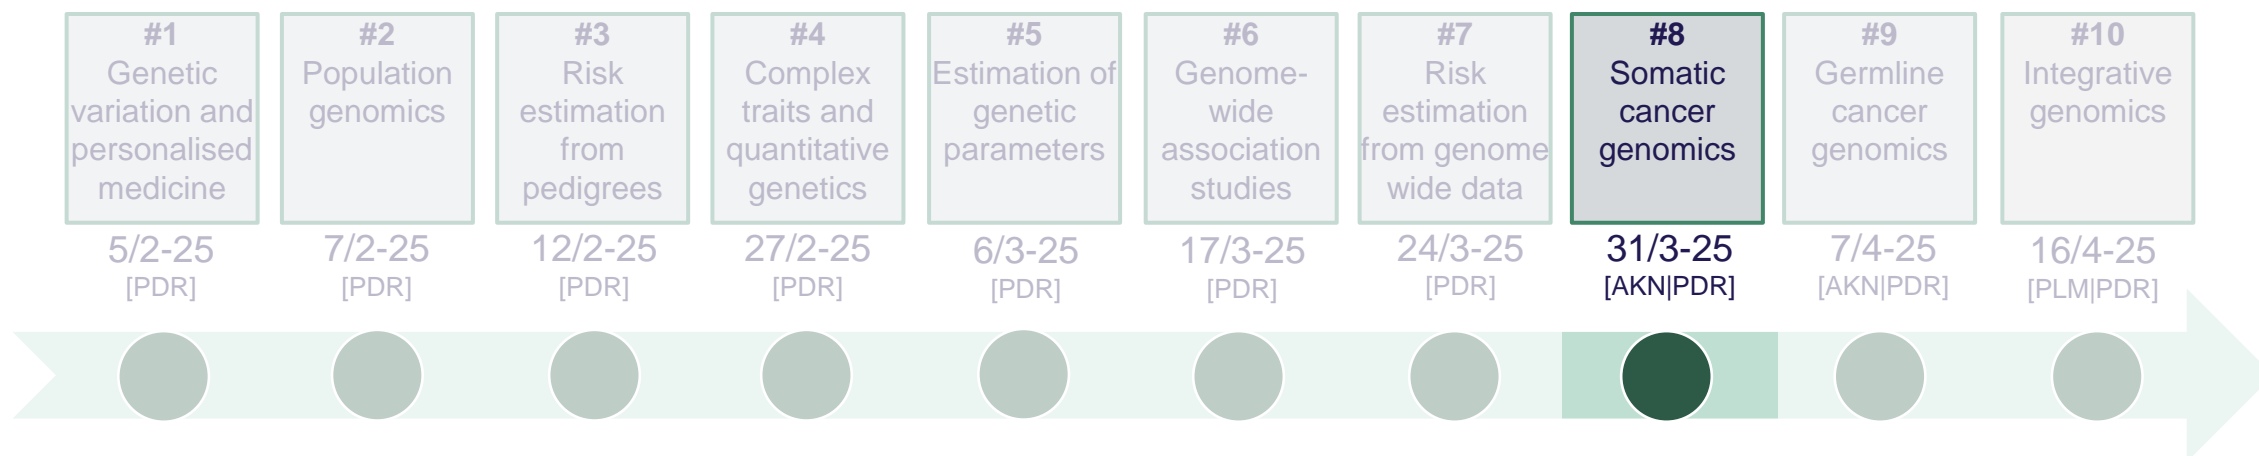 #1
Genetic
variation and
personalised
medicine
5/2-25
[PDR]
#2
Population
genomics
7/2-25
[PDR]
#3
Risk
estimation
from
pedigrees
12/2-25
[PDR]
#4
Complex
traits and
quantitative
genetics
27/2-25
[PDR]
#5
Estimation of
genetic
parameters
6/3-25
[PDR]
#6
Genome-
wide
association
studies
17/3-25
[PDR]
#7
Risk
estimation
from genome
wide data
24/3-25
[PDR]
#8
Somatic
cancer
genomics
31/3-25
[AKN|PDR]
#9
Germline
cancer
genomics
7/4-25
[AKN|PDR]
#10
Integrative
genomics
16/4-25
[PLM|PDR]